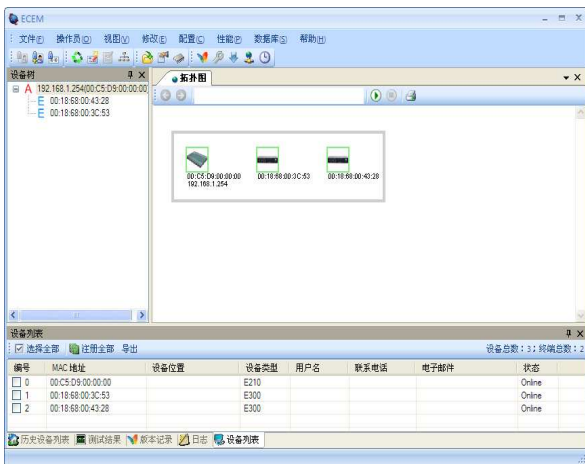 ECEM
文件(F) 操作员(O) 视图(V) 修改(E) 配置(C) 性能(P) 数据库(S) 帮助(H)
设备树
拓扑图
A 192.168.1.254(00:C5:D9:00:00:00
E 00:18:68:00:43:28
E 00:18:68:00:3C:53
00:C5:D9:00:00:00 00:18:68:00:3C:53 00:18:68:00:43:28
192.168.1.254
设备列表
选择全部 注册全部 导出 设备总数:3;终端总数:2
编号 MAC 地址 设备位置 设备类型 用户名 联系电话 电子邮件 状态
0 00:C5:D9:00:00:00 E210 Online
1 00:18:68:00:3C:53 E300 Online
2 00:18:68:00:43:28 E300 Online
历史设备列表 测试结果 版本记录 日志 设备列表